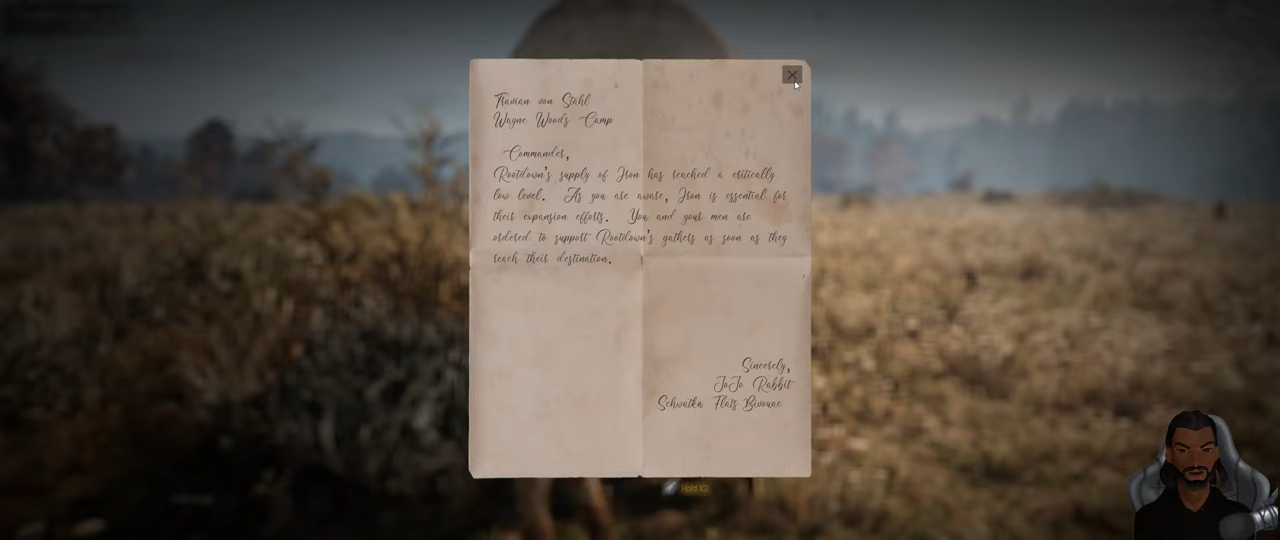 Travian von Stahl
Wayne Woods Camp
Commander,
Rootdown's supply of Iron has reached a critically
low level. As you are aware, Iron is essential for
their expansion efforts. You and your men are
ordered to support Rootdown's gathers as soon as they
reach their destination.
Sincerely,
JoJo Rabbit
Schwatka Flats Bivouac
Hold [G]